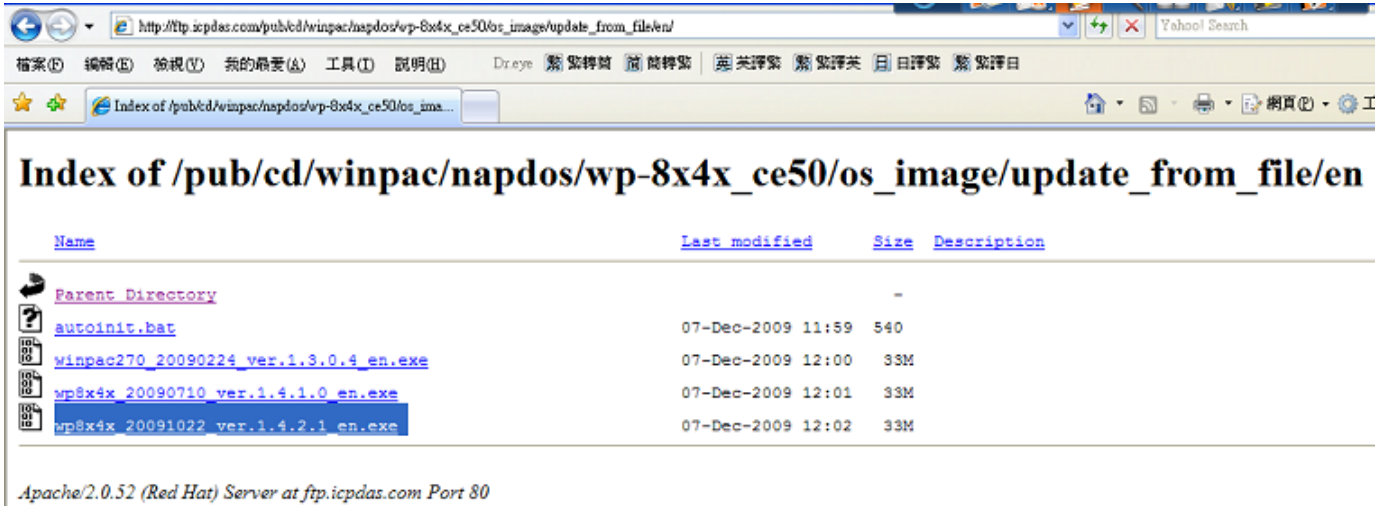 http://ftp.icpdas.com/pub/cd/winpac/napdos/wp-8x4x_ce50/os_image/update_from_file/en/ Yahoo! Search
檔案(F) 編輯(E) 檢視(V) 我的最愛(A) 工具(T) 說明(H) Dr.eye 繁 繁轉簡 簡 簡轉繁 英 英譯繁 繁 繁譯英 日 日譯繁 繁 繁譯日
Index of /pub/cd/winpac/napdos/wp-8x4x_ce50/os_ima... 網頁(P)
Index of /pub/cd/winpac/napdos/wp-8x4x_ce50/os_image/update_from_file/en
Name Last modified Size Description
Parent Directory -
autoinit.bat 07-Dec-2009 11:59 540
winpac270_20090224_ver.1.3.0.4_en.exe 07-Dec-2009 12:00 33M
wp8x4x_20090710_ver.1.4.1.0_en.exe 07-Dec-2009 12:01 33M
wp8x4x_20091022_ver.1.4.2.1_en.exe 07-Dec-2009 12:02 33M
Apache/2.0.52 (Red Hat) Server at ftp.icpdas.com Port 80